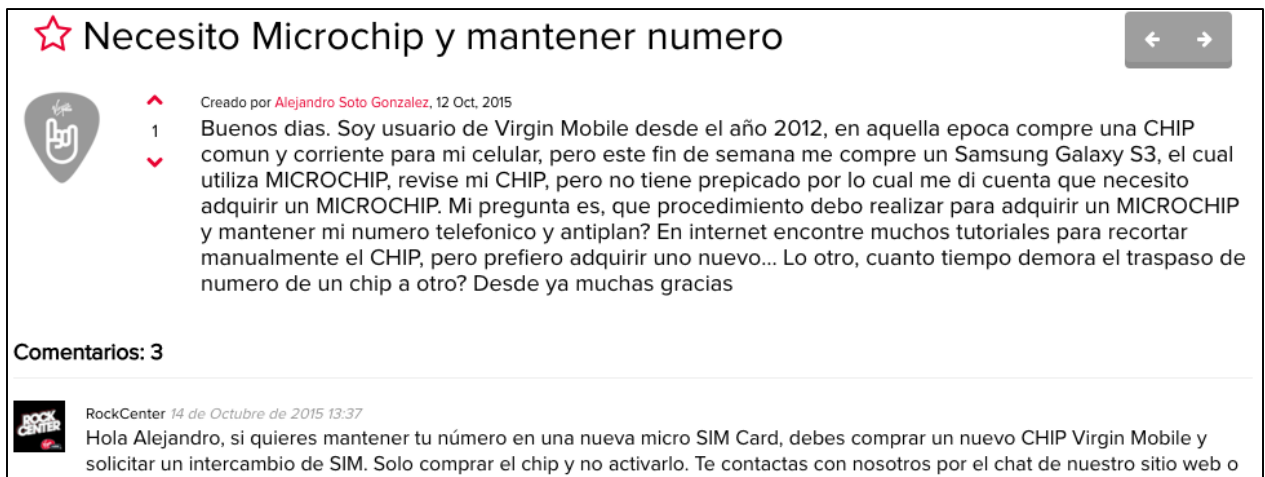 Necesito Microchip y mantener numero
Creado por Alejandro Soto Gonzalez, 12 Oct, 2015
1
Buenos dias. Soy usuario de Virgin Mobile desde el año 2012, en aquella epoca compre una CHIP
comun y corriente para mi celular, pero este fin de semana me compre un Samsung Galaxy S3, el cual
utiliza MICROCHIP, revise mi CHIP, pero no tiene prepicado por lo cual me di cuenta que necesito
adquirir un MICROCHIP. Mi pregunta es, que procedimiento debo realizar para adquirir un MICROCHIP
y mantener mi numero telefonico y antiplan? En internet encontre muchos tutoriales para recortar
manualmente el CHIP, pero prefiero adquirir uno nuevo... Lo otro, cuanto tiempo demora el traspaso de
numero de un chip a otro? Desde ya muchas gracias
Comentarios: 3
ROCK
CENTER
RockCenter 14 de Octubre de 2015 13:37
Hola Alejandro, si quieres mantener tu número en una nueva micro SIM Card, debes comprar un nuevo CHIP Virgin Mobile y
solicitar un intercambio de SIM. Solo comprar el chip y no activarlo. Te contactas con nosotros por el chat de nuestro sitio web o